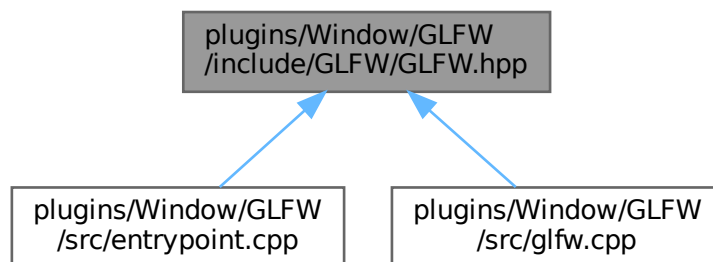 plugins/Window/GLFW
/include/GLFW/GLFW.hpp
plugins/Window/GLFW
/src/entrypoint.cpp
plugins/Window/GLFW
/src/glfw.cpp